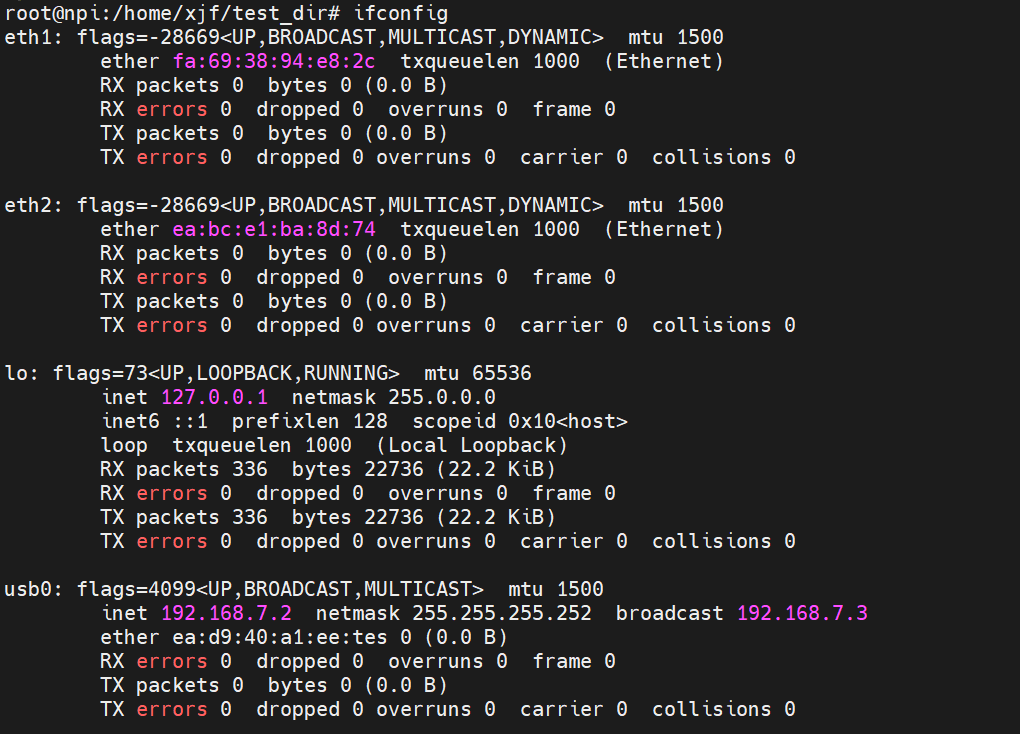 root@npi:/home/xjf/test_dir# ifconfig
eth1: flags=-28669<UP,BROADCAST,MULTICAST,DYNAMIC>  mtu 1500
        ether fa:69:38:94:e8:2c  txqueuelen 1000  (Ethernet)
        RX packets 0  bytes 0 (0.0 B)
        RX errors 0  dropped 0  overruns 0  frame 0
        TX packets 0  bytes 0 (0.0 B)
        TX errors 0  dropped 0 overruns 0  carrier 0  collisions 0

eth2: flags=-28669<UP,BROADCAST,MULTICAST,DYNAMIC>  mtu 1500
        ether ea:bc:e1:ba:8d:74  txqueuelen 1000  (Ethernet)
        RX packets 0  bytes 0 (0.0 B)
        RX errors 0  dropped 0  overruns 0  frame 0
        TX packets 0  bytes 0 (0.0 B)
        TX errors 0  dropped 0 overruns 0  carrier 0  collisions 0

lo: flags=73<UP,LOOPBACK,RUNNING>  mtu 65536
        inet 127.0.0.1  netmask 255.0.0.0
        inet6 ::1  prefixlen 128  scopeid 0x10<host>
        loop  txqueuelen 1000  (Local Loopback)
        RX packets 336  bytes 22736 (22.2 KiB)
        RX errors 0  dropped 0  overruns 0  frame 0
        TX packets 336  bytes 22736 (22.2 KiB)
        TX errors 0  dropped 0 overruns 0  carrier 0  collisions 0

usb0: flags=4099<UP,BROADCAST,MULTICAST>  mtu 1500
        inet 192.168.7.2  netmask 255.255.255.252  broadcast 192.168.7.3
        ether ea:d9:40:a1:ee:tes 0 (0.0 B)
        RX errors 0  dropped 0  overruns 0  frame 0
        TX packets 0  bytes 0 (0.0 B)
        TX errors 0  dropped 0 overruns 0  carrier 0  collisions 0